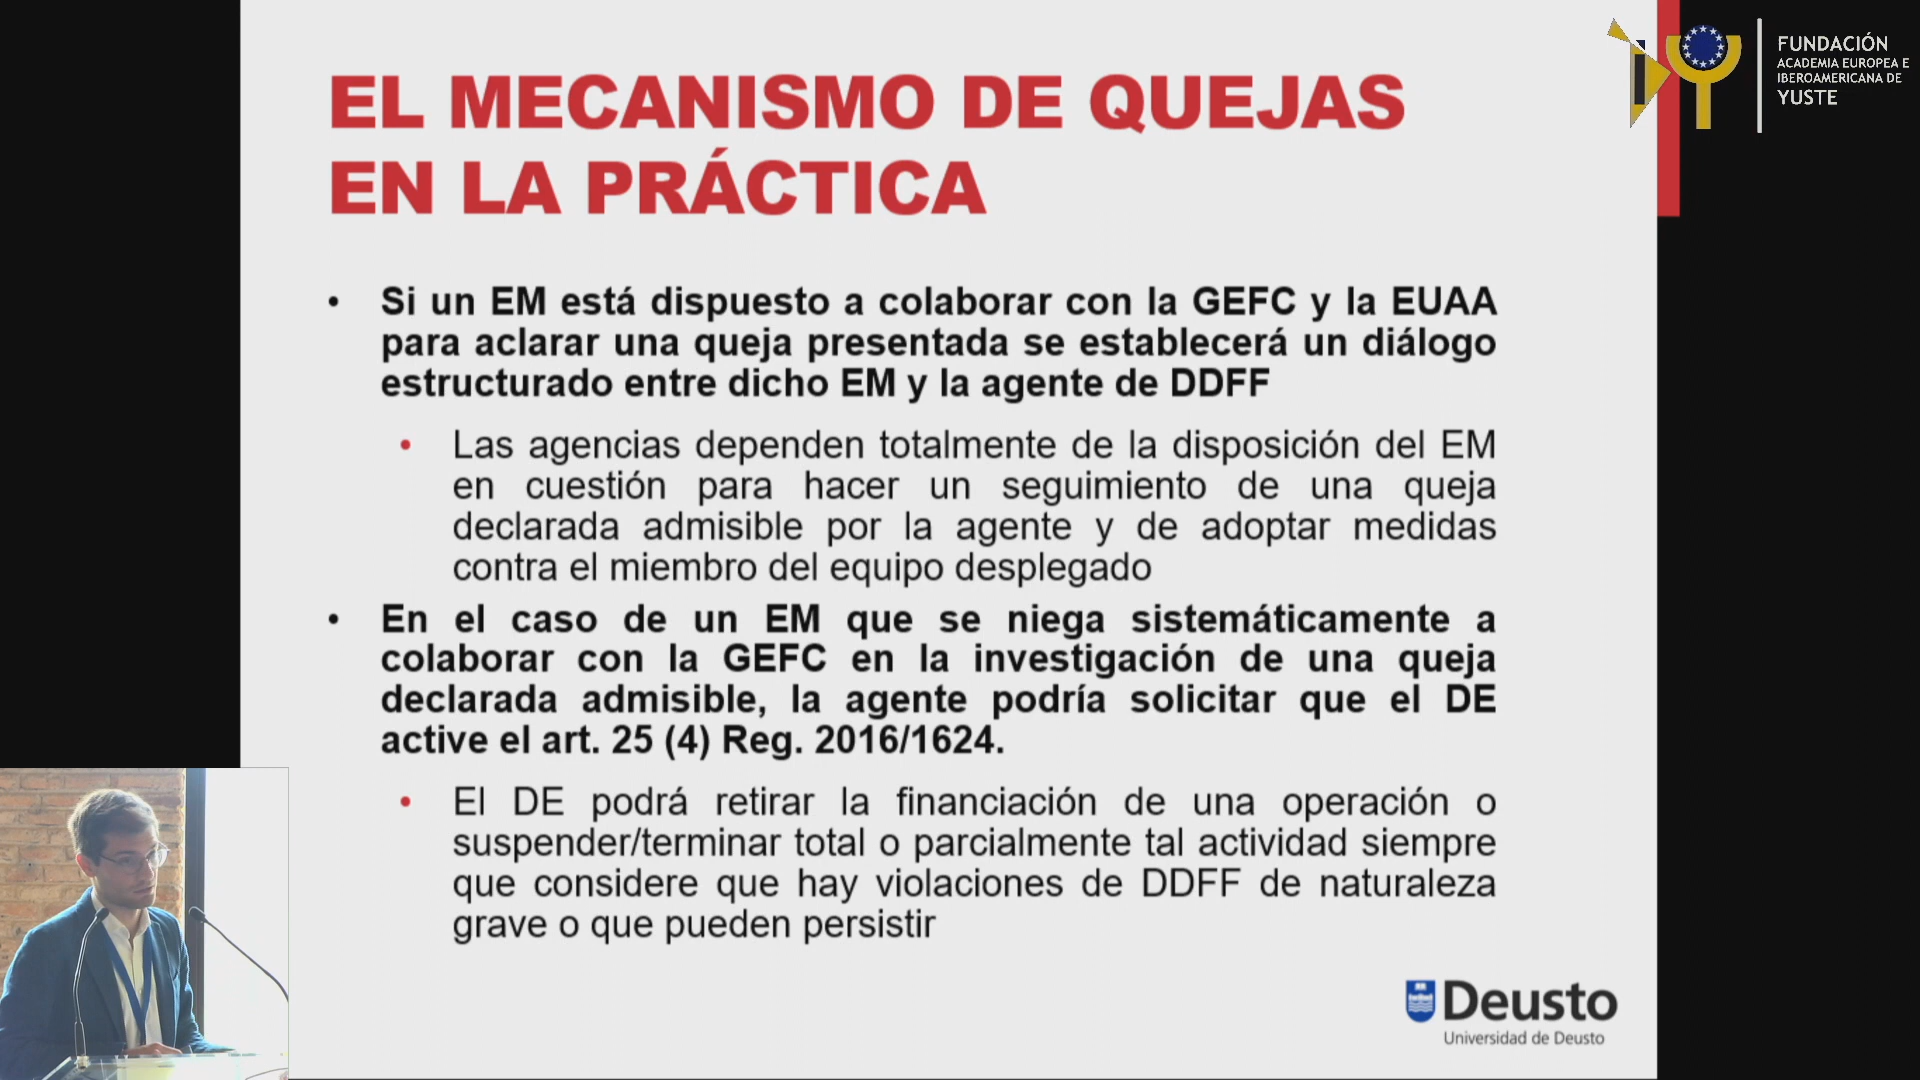 EL MECANISMO DE QUEJAS
EN LA PRÁCTICA
• Si un EM está dispuesto a colaborar con la GEFC y la EUAA
para aclarar una queja presentada se establecerá un diálogo
estructurado entre dicho EM y la agente de DDFF
• Las agencias dependen totalmente de la disposición del EM
en cuestión para hacer un seguimiento de una queja
declarada admisible por la agente y de adoptar medidas
contra el miembro del equipo desplegado
• En el caso de un EM que se niega sistemáticamente a
colaborar con la GEFC en la investigación de una queja
declarada admisible, la agente podría solicitar que el DE
active el art. 25 (4) Reg. 2016/1624.
• El DE podrá retirar la financiación de una operación o
suspender/terminar total o parcialmente tal actividad siempre
que considere que hay violaciones de DDFF de naturaleza
grave o que pueden persistir
Deusto
Universidad de Deusto
FUNDACIÓN
ACADEMIA EUROPEA E
IBEROAMERICANA DE
YUSTE